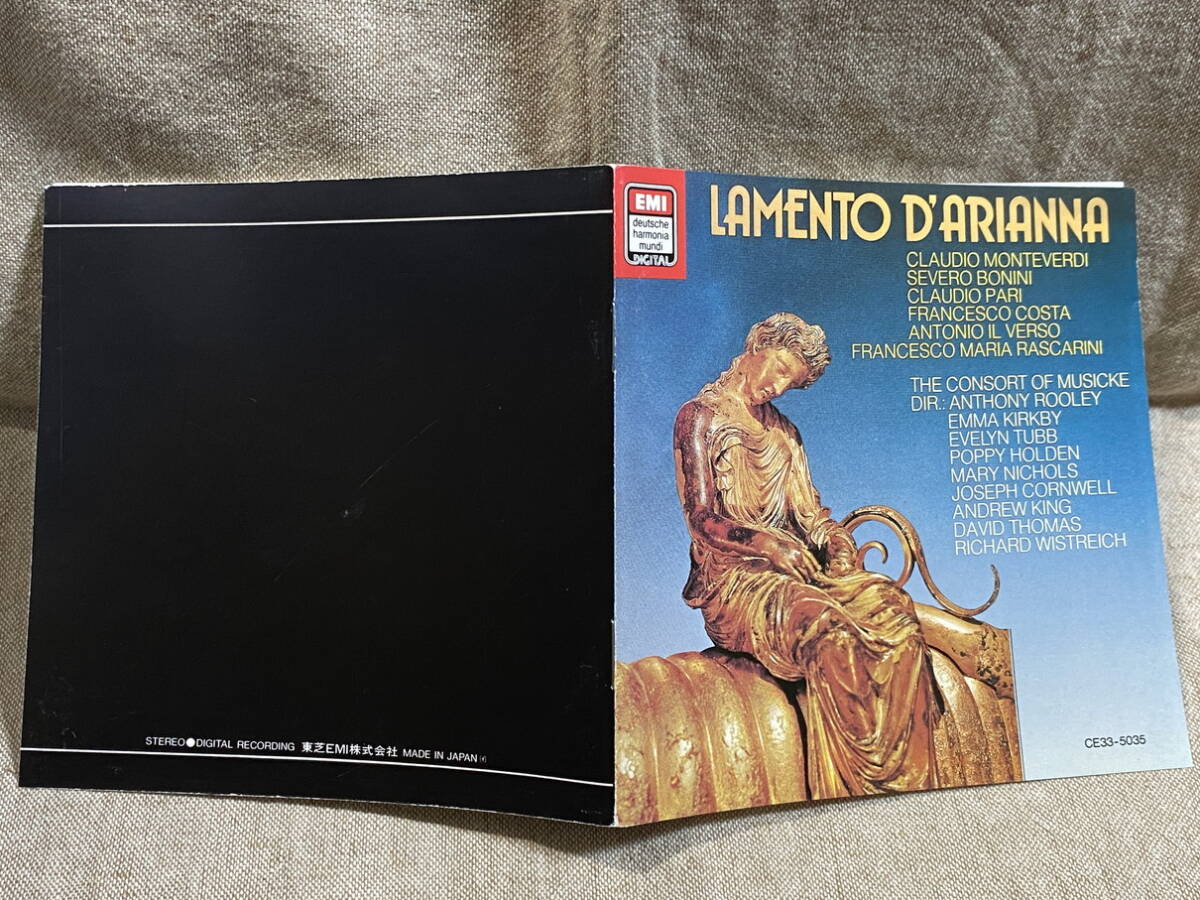 STEREO●DIGITAL RECORDING 東芝EMI株式会社 MADE IN JAPAN
EMI
deutsche
harmonia
mundi
DIGITAL
LAMENTO D'ARIANNA
CLAUDIO MONTEVERDI
SEVERO BONINI
CLAUDIO PARI
FRANCESCO COSTA
ANTONIO IL VERSO
FRANCESCO MARIA RASCARINI
THE CONSORT OF MUSICKE
DIR.: ANTHONY ROOLEY
EMMA KIRKBY
EVELYN TUBB
POPPY HOLDEN
MARY NICHOLS
JOSEPH CORNWELL
ANDREW KING
DAVID THOMAS
RICHARD WISTREICH
CE33-5035